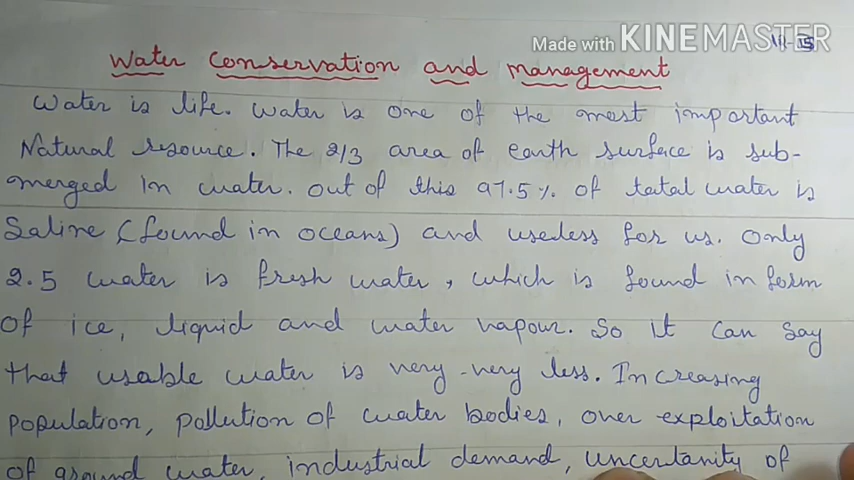 Made with KINEMASTER
Water Conservation and management
Water is life. Water is one of the most important
Natural resource. The 2/3 area of earth surface is sub-
merged in water. out of this 97.5% of total water is
Saline (found in oceans) and useless for us. Only
2.5 water is fresh water, which is found in form
of ice, liquid and water vapour. So it can say
that usable water is very-very less. Increasing
population, pollution of water bodies, over exploitation
of ground water, industrial demand, uncertanity of